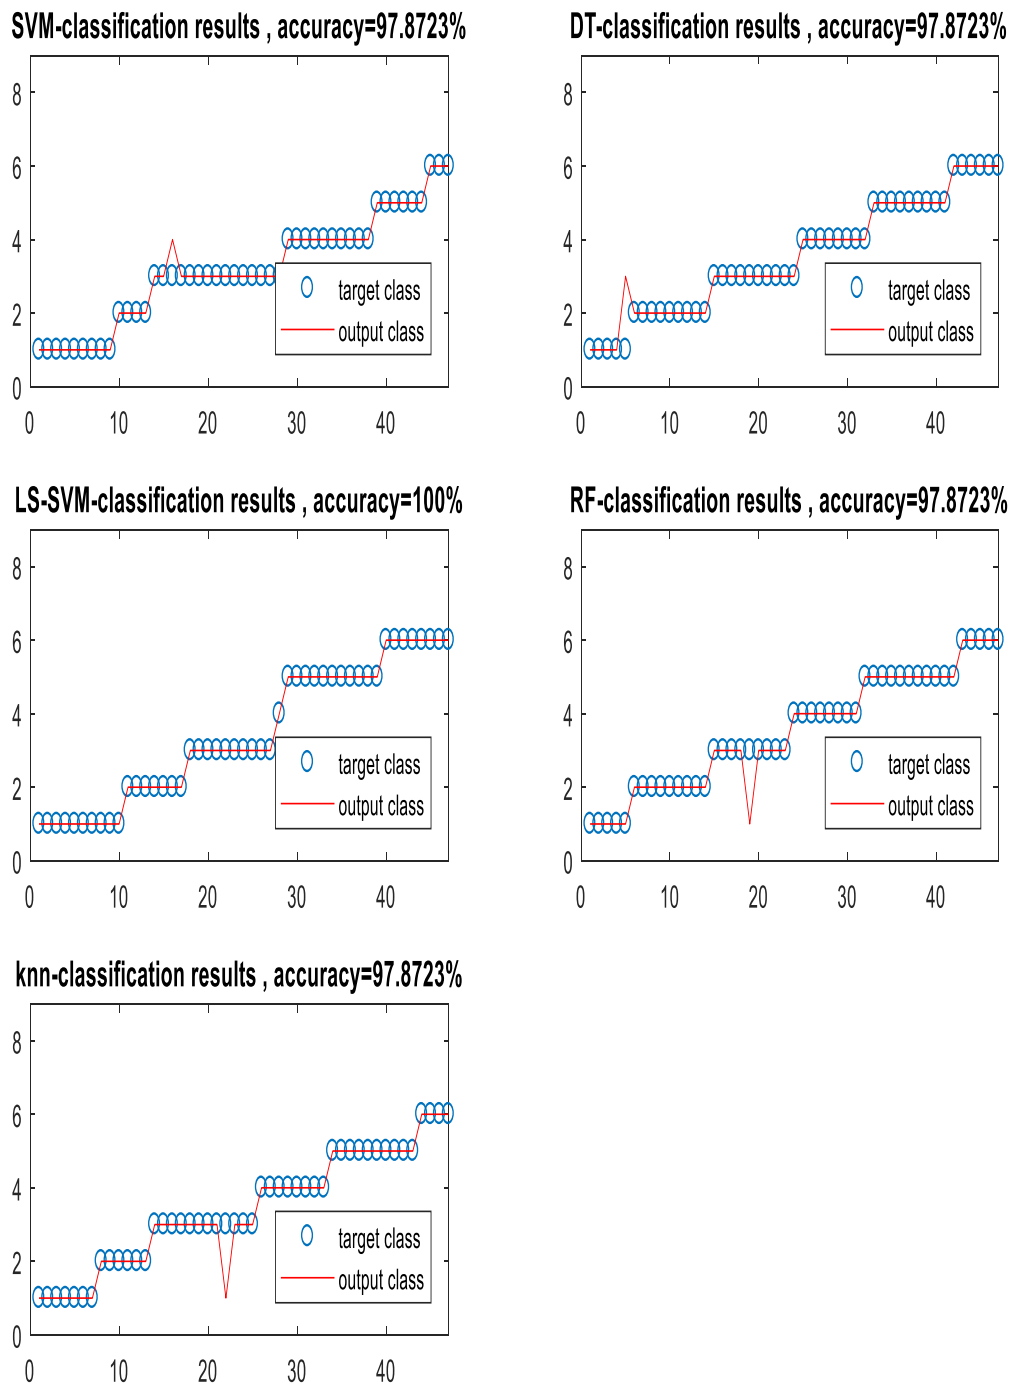 SVM-classification results , accuracy=97.8723%
8
6
4
2
0
0 10 20 30 40
target class
output class
DT-classification results , accuracy=97.8723%
8
6
4
2
0
0 10 20 30 40
target class
output class
LS-SVM-classification results , accuracy=100%
8
6
4
2
0
0 10 20 30 40
target class
output class
RF-classification results , accuracy=97.8723%
8
6
4
2
0
0 10 20 30 40
target class
output class
knn-classification results , accuracy=97.8723%
8
6
4
2
0
0 10 20 30 40
target class
output class